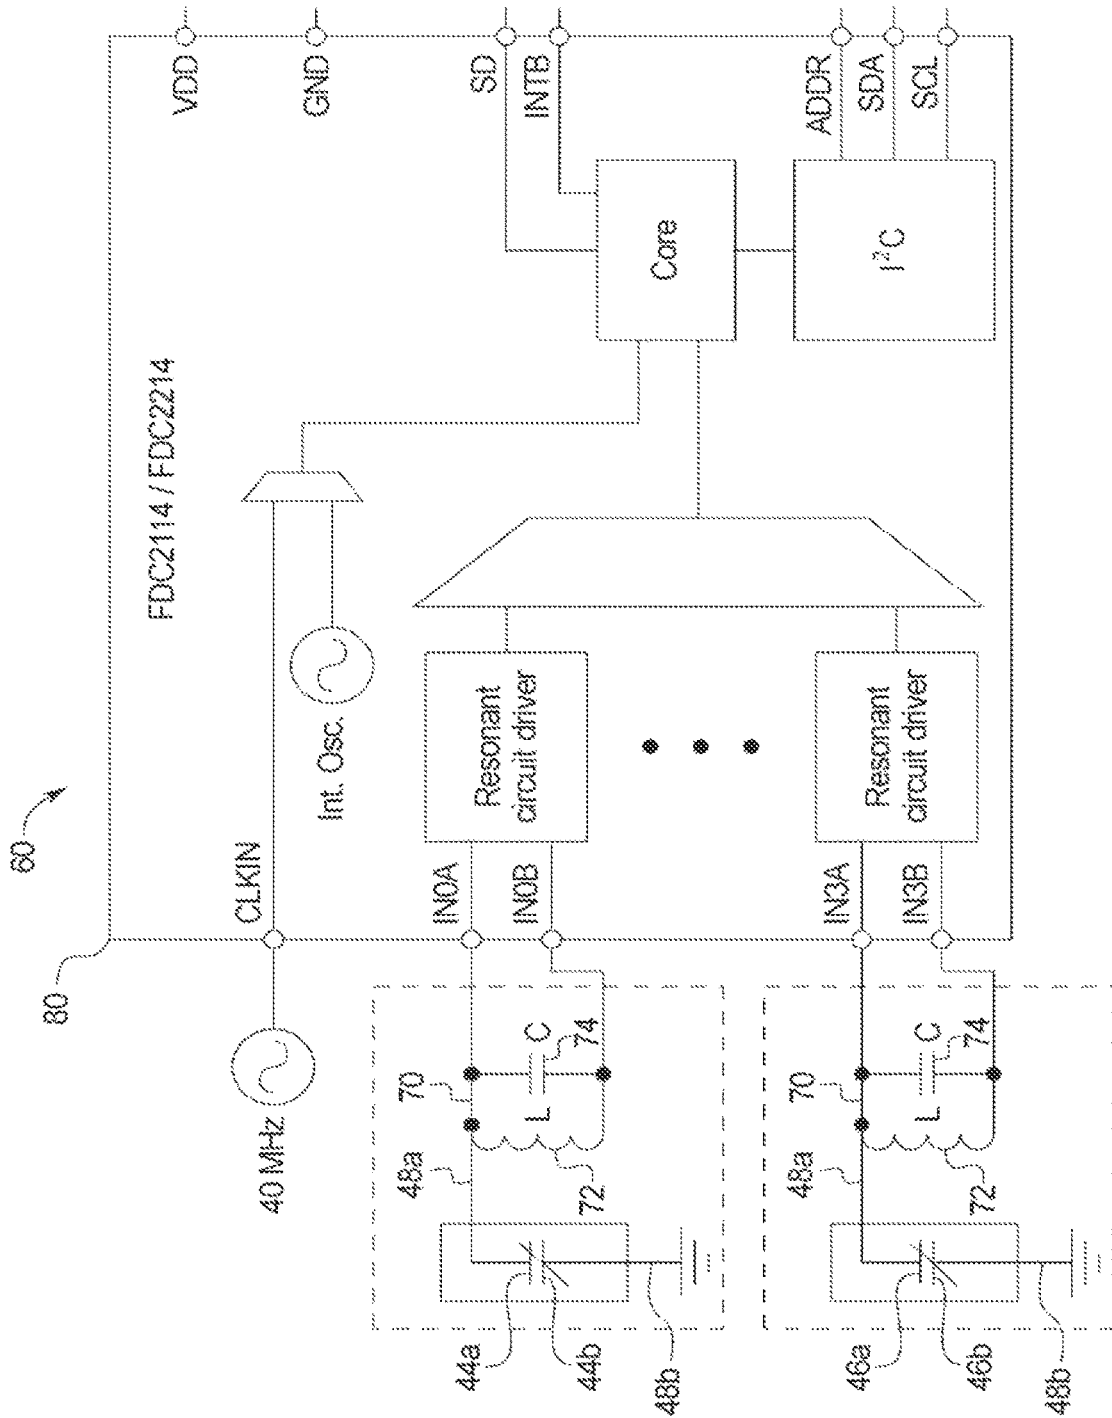 60
80
FDC2114 / FDC2214
VDD
GND
SD
INTB
ADDR
SDA
SCL
40 MHz
CLKIN
Int. Osc.
Core
I²C
IN0A
IN0B
Resonant
circuit driver
IN3A
IN3B
Resonant
circuit driver
44a
44b
48b
48a
70
72
L
C
74
46a
46b
48b
48a
70
72
L
C
74